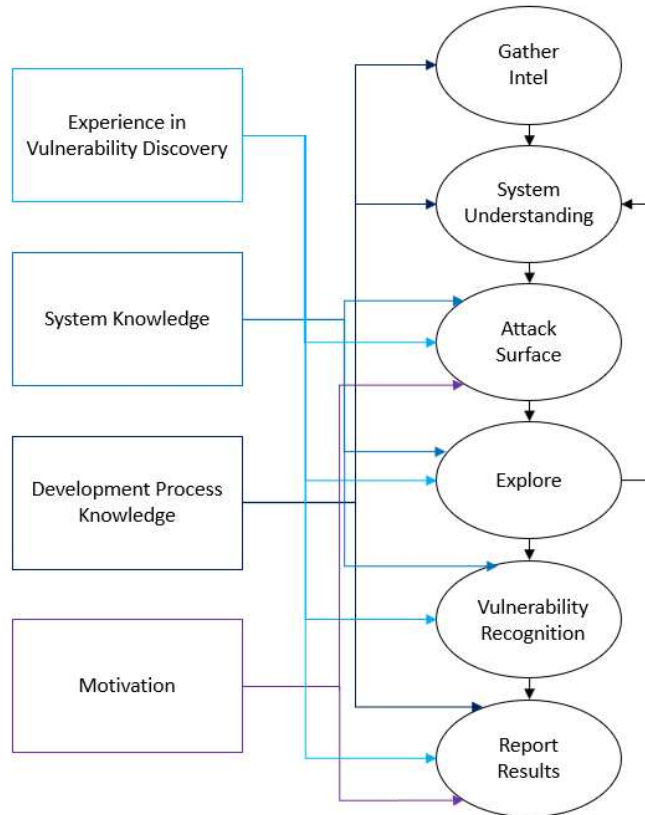 Experience in
Vulnerability Discovery
System Knowledge
Development Process
Knowledge
Motivation
Gather
Intel
System
Understanding
Attack
Surface
Explore
Vulnerability
Recognition
Report
Results